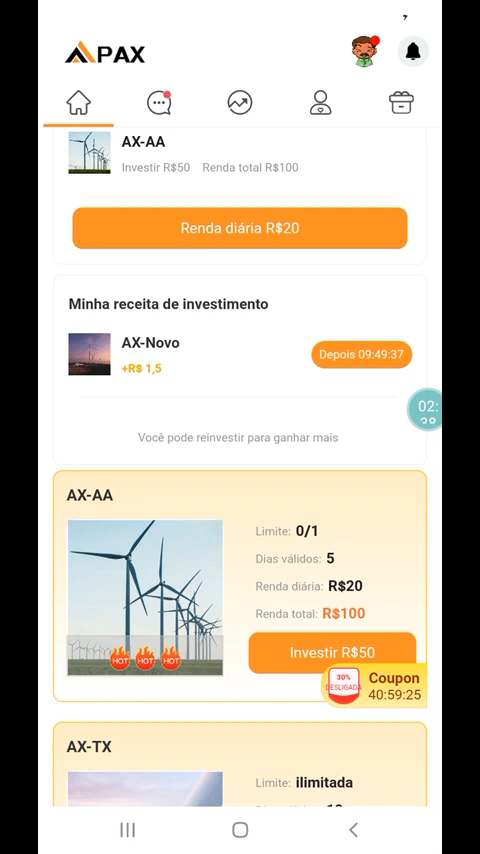 PAX
AX-AA
Investir R$50 Renda total R$100
Renda diária R$20
Minha receita de investimento
AX-Novo
+R$ 1,5
Depois 09:49:37
02:
38
Você pode reinvestir para ganhar mais
AX-AA
Limite: 0/1
Dias válidos: 5
Renda diária: R$20
Renda total: R$100
HOT HOT HOT
Investir R$50
30%
DESLIGADA
Coupon
40:59:25
AX-TX
Limite: ilimitada